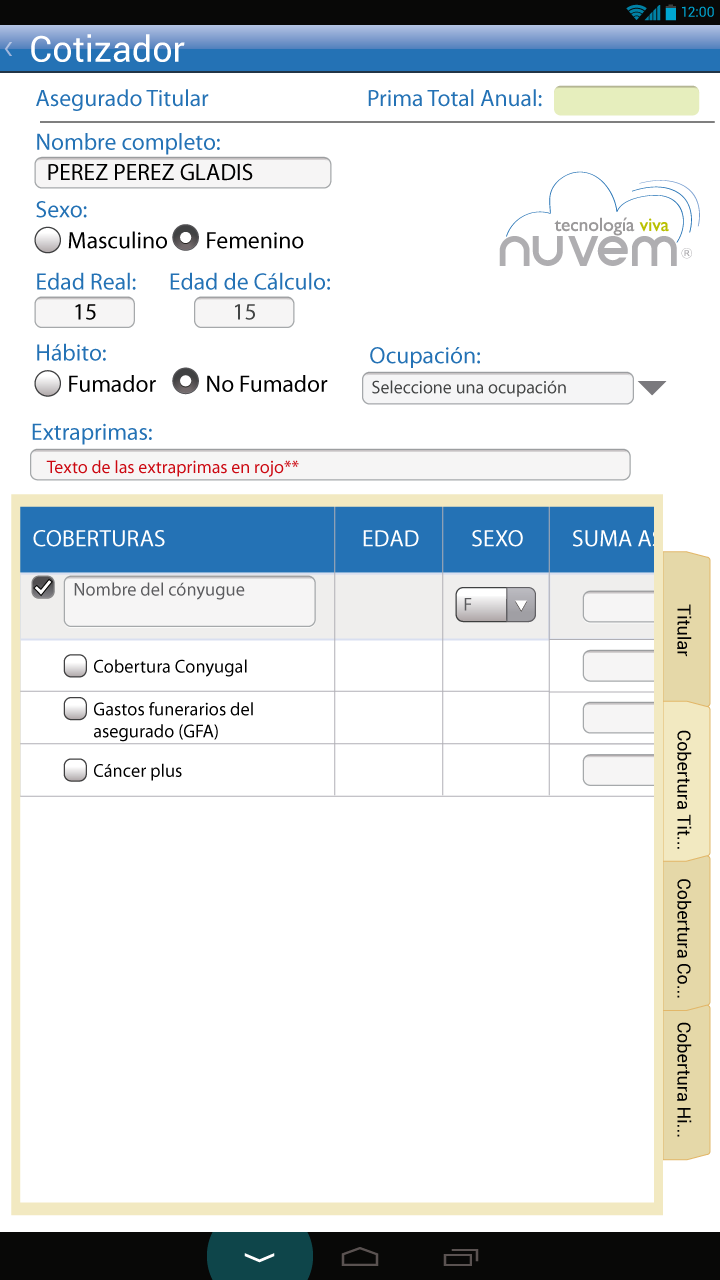 12:00
Cotizador
Asegurado Titular
Prima Total Anual:
Nombre completo:
PEREZ PEREZ GLADIS
tecnología viva
nuvem®
Sexo:
Masculino Femenino
Edad Real: Edad de Cálculo:
15 15
Hábito:
Fumador No Fumador
Ocupación:
Seleccione una ocupación
Extraprimas:
Texto de las extraprimas en rojo**
COBERTURAS EDAD SEXO SUMA AS
Nombre del cónyugue
F
Cobertura Conyugal
Gastos funerarios del
asegurado (GFA)
Cáncer plus
Titular
Cobertura Tit...
Cobertura Co...
Cobertura Hi...